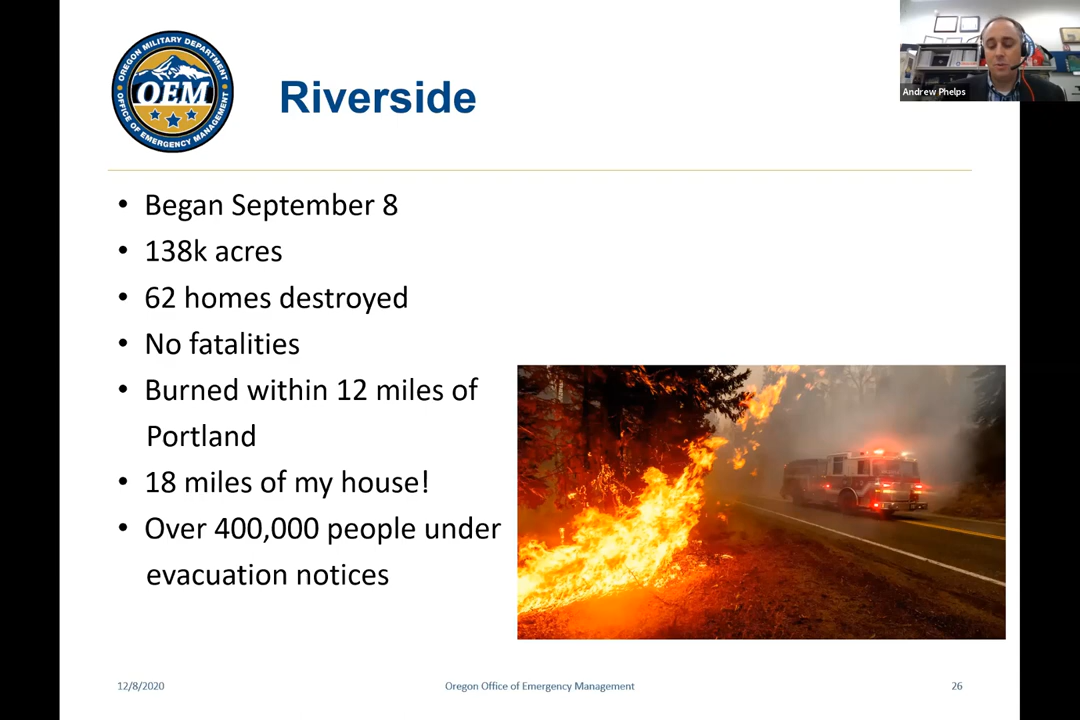 OREGON MILITARY DEPARTMENT
OEM
OFFICE OF EMERGENCY MANAGEMENT
Riverside
Andrew Phelps
• Began September 8
• 138k acres
• 62 homes destroyed
• No fatalities
• Burned within 12 miles of
Portland
• 18 miles of my house!
• Over 400,000 people under
evacuation notices
12/8/2020
Oregon Office of Emergency Management
26